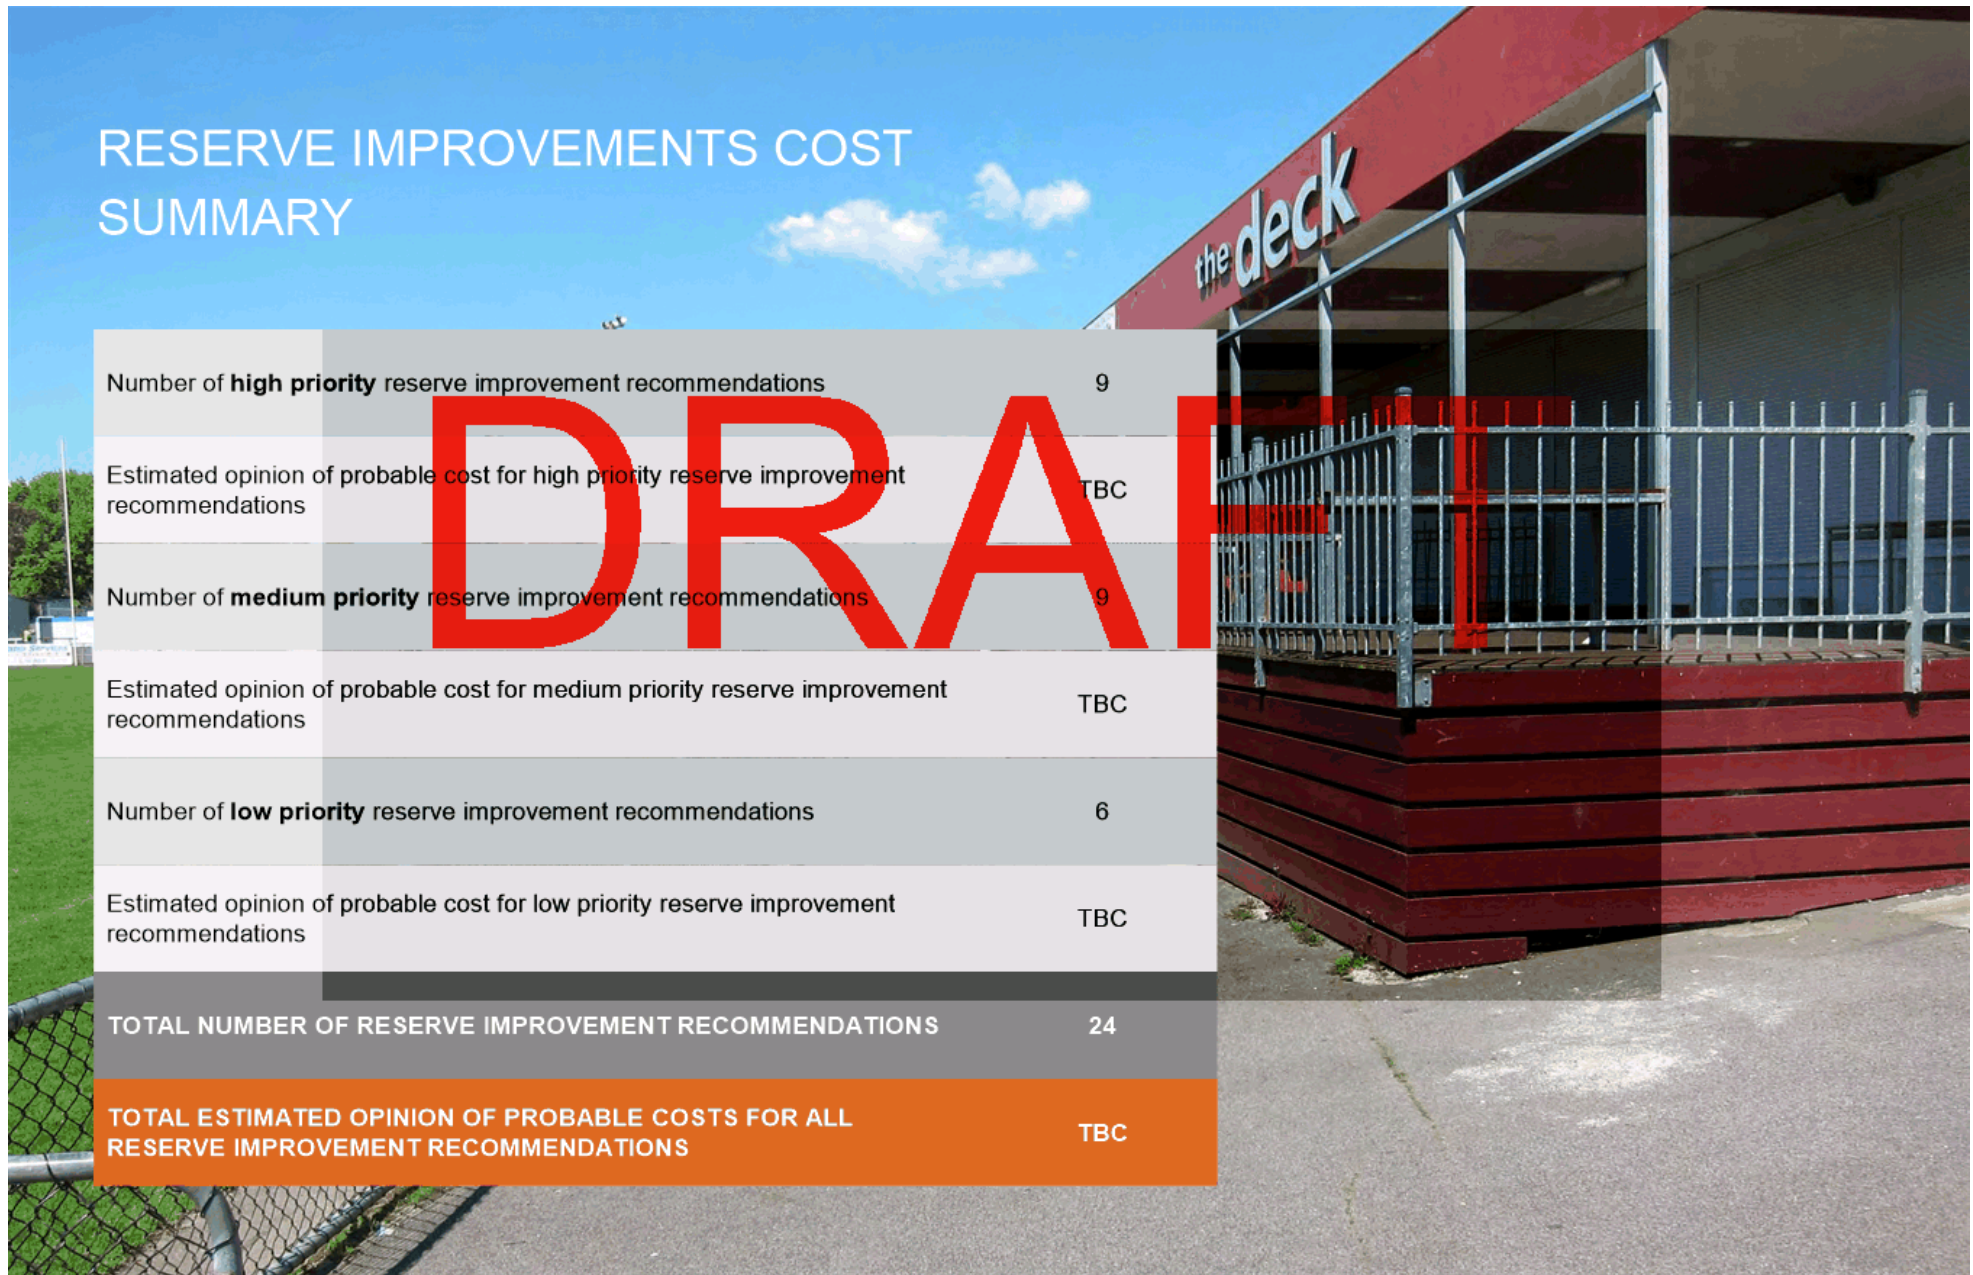 RESERVE IMPROVEMENTS COST
SUMMARY
the deck
Number of high priority reserve improvement recommendations 9
Estimated opinion of probable cost for high priority reserve improvement
recommendations
TBC
Number of medium priority reserve improvement recommendations 9
Estimated opinion of probable cost for medium priority reserve improvement
recommendations
TBC
Number of low priority reserve improvement recommendations 6
Estimated opinion of probable cost for low priority reserve improvement
recommendations
TBC
TOTAL NUMBER OF RESERVE IMPROVEMENT RECOMMENDATIONS 24
TOTAL ESTIMATED OPINION OF PROBABLE COSTS FOR ALL
RESERVE IMPROVEMENT RECOMMENDATIONS
TBC
DRAFT